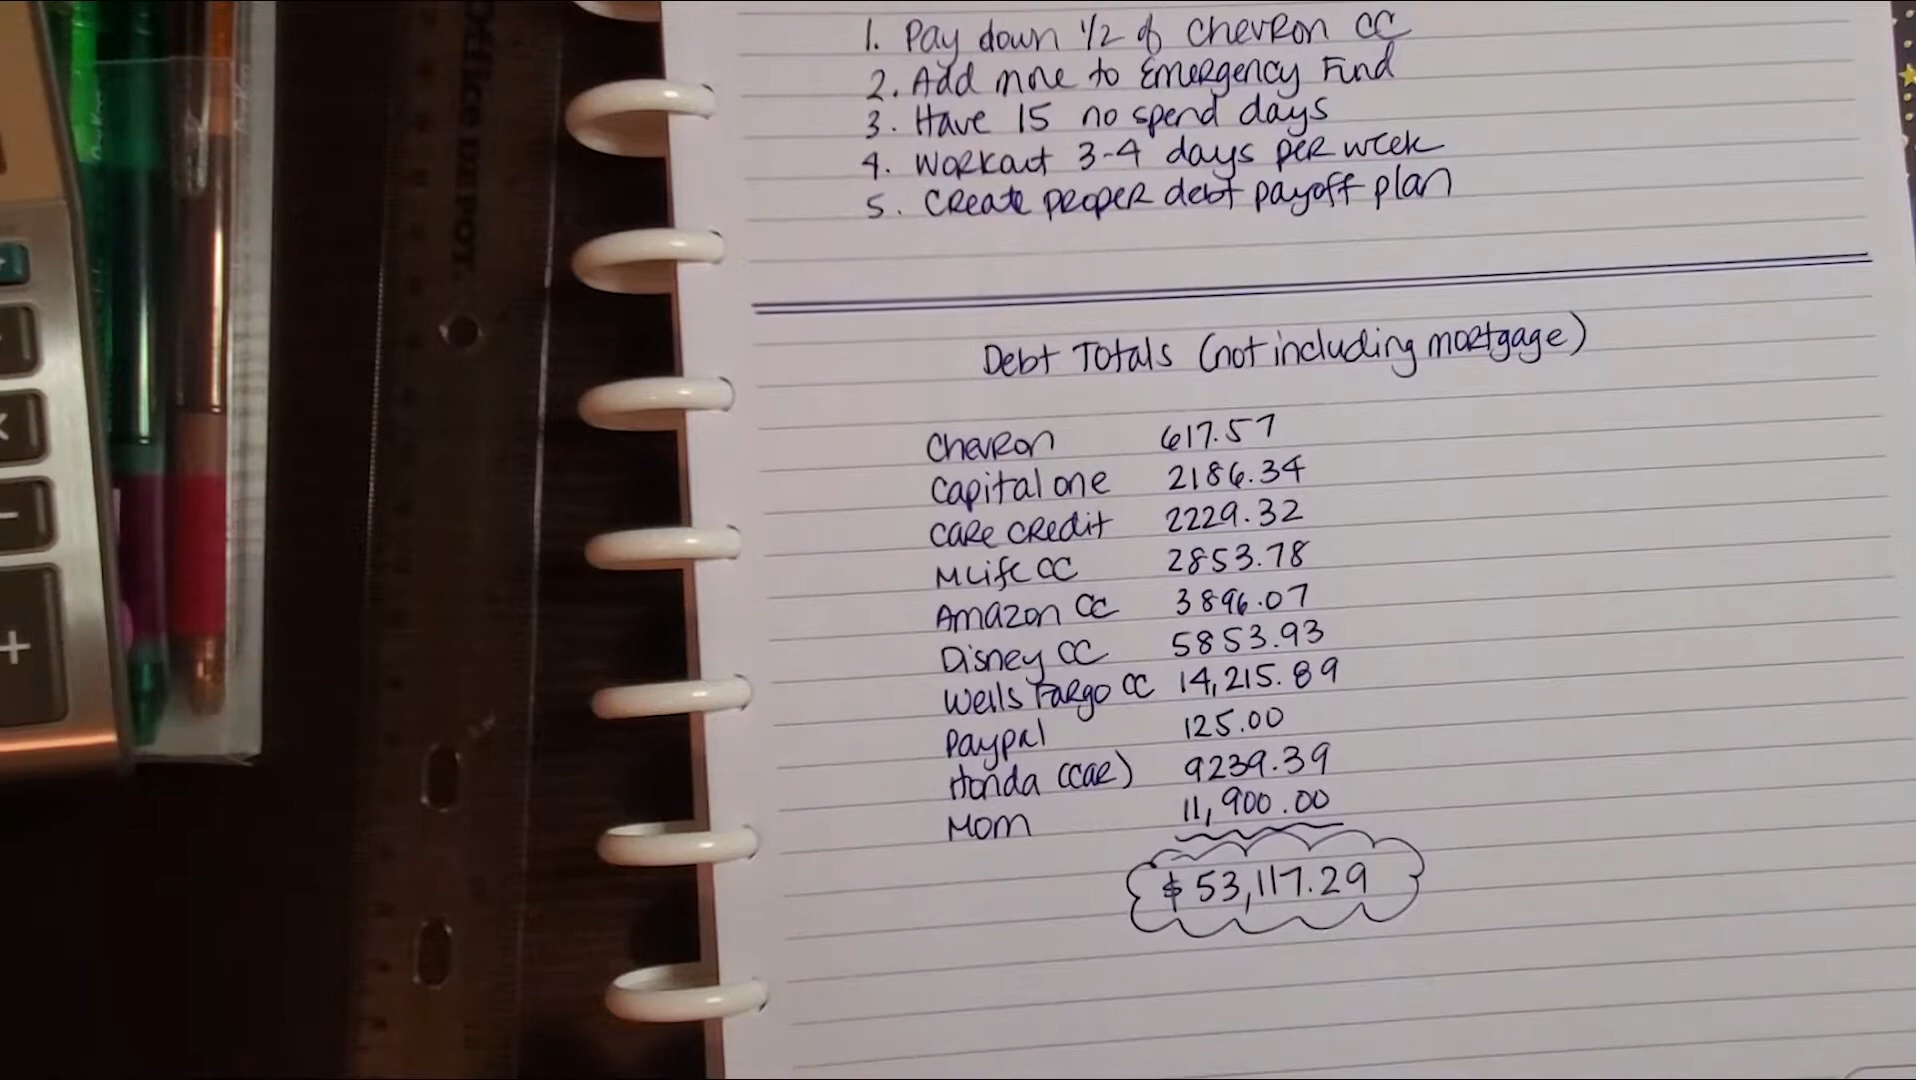 1. Pay down 1/2 of Chevron CC
2. Add more to Emergency Fund
3. Have 15 no spend days
4. Workout 3-4 days per week
5. Create proper debt payoff plan
Debt Totals (not including mortgage)
Chevron 617.57
Capital one 2186.34
Care Credit 2229.32
MLife CC 2853.78
Amazon CC 3896.07
Disney CC 5853.93
Wells Fargo CC 14,215.89
Paypal 125.00
Honda (car) 9239.39
Mom 11,900.00
$53,117.29
Office DEPOT.
+
-
x